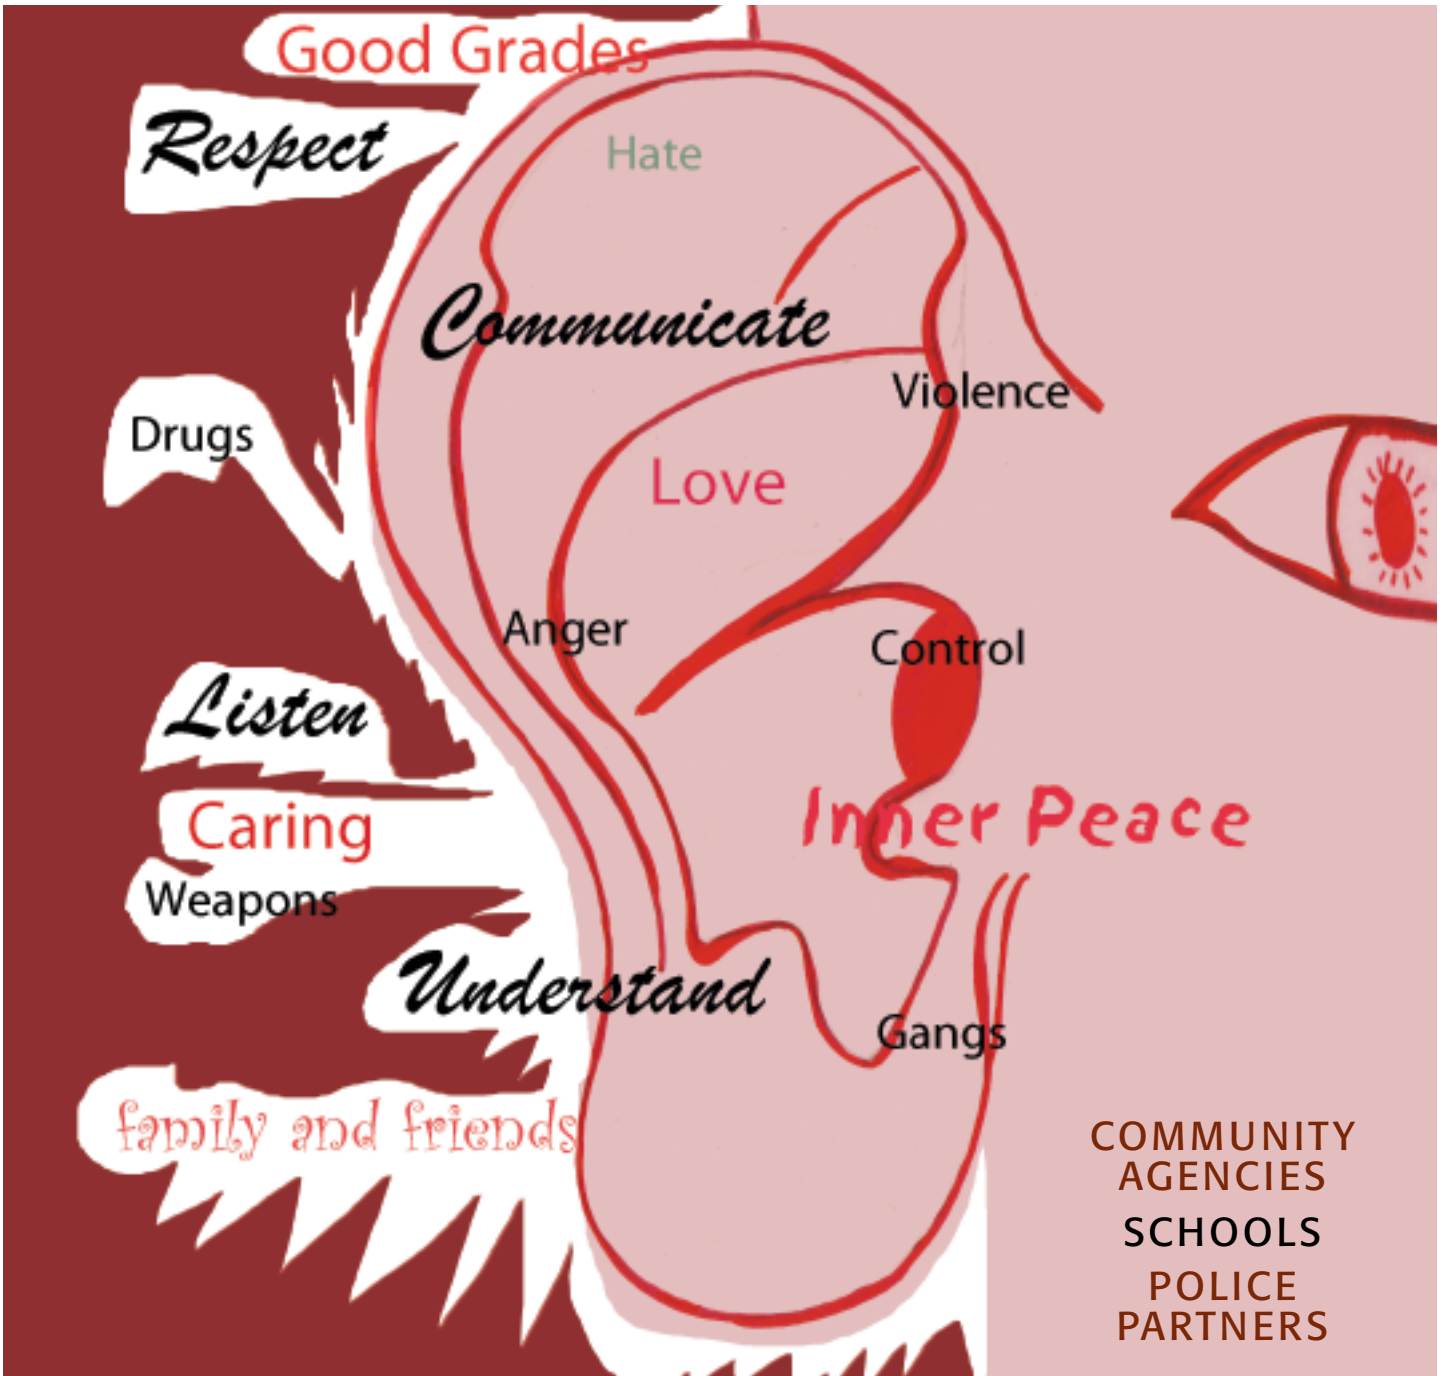 Good Grades
Respect
Hate
Communicate
Violence
Drugs
Love
Anger
Control
Listen
Inner Peace
Caring
Weapons
Understand
Gangs
family and friends
COMMUNITY
AGENCIES
SCHOOLS
POLICE
PARTNERS